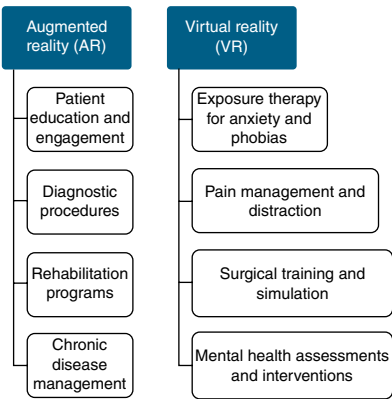 Augmented
reality (AR)
Patient
education and
engagement
Diagnostic
procedures
Rehabilitation
programs
Chronic
disease
management
Virtual reality
(VR)
Exposure therapy
for anxiety and
phobias
Pain management and
distraction
Surgical training and
simulation
Mental health assessments
and interventions